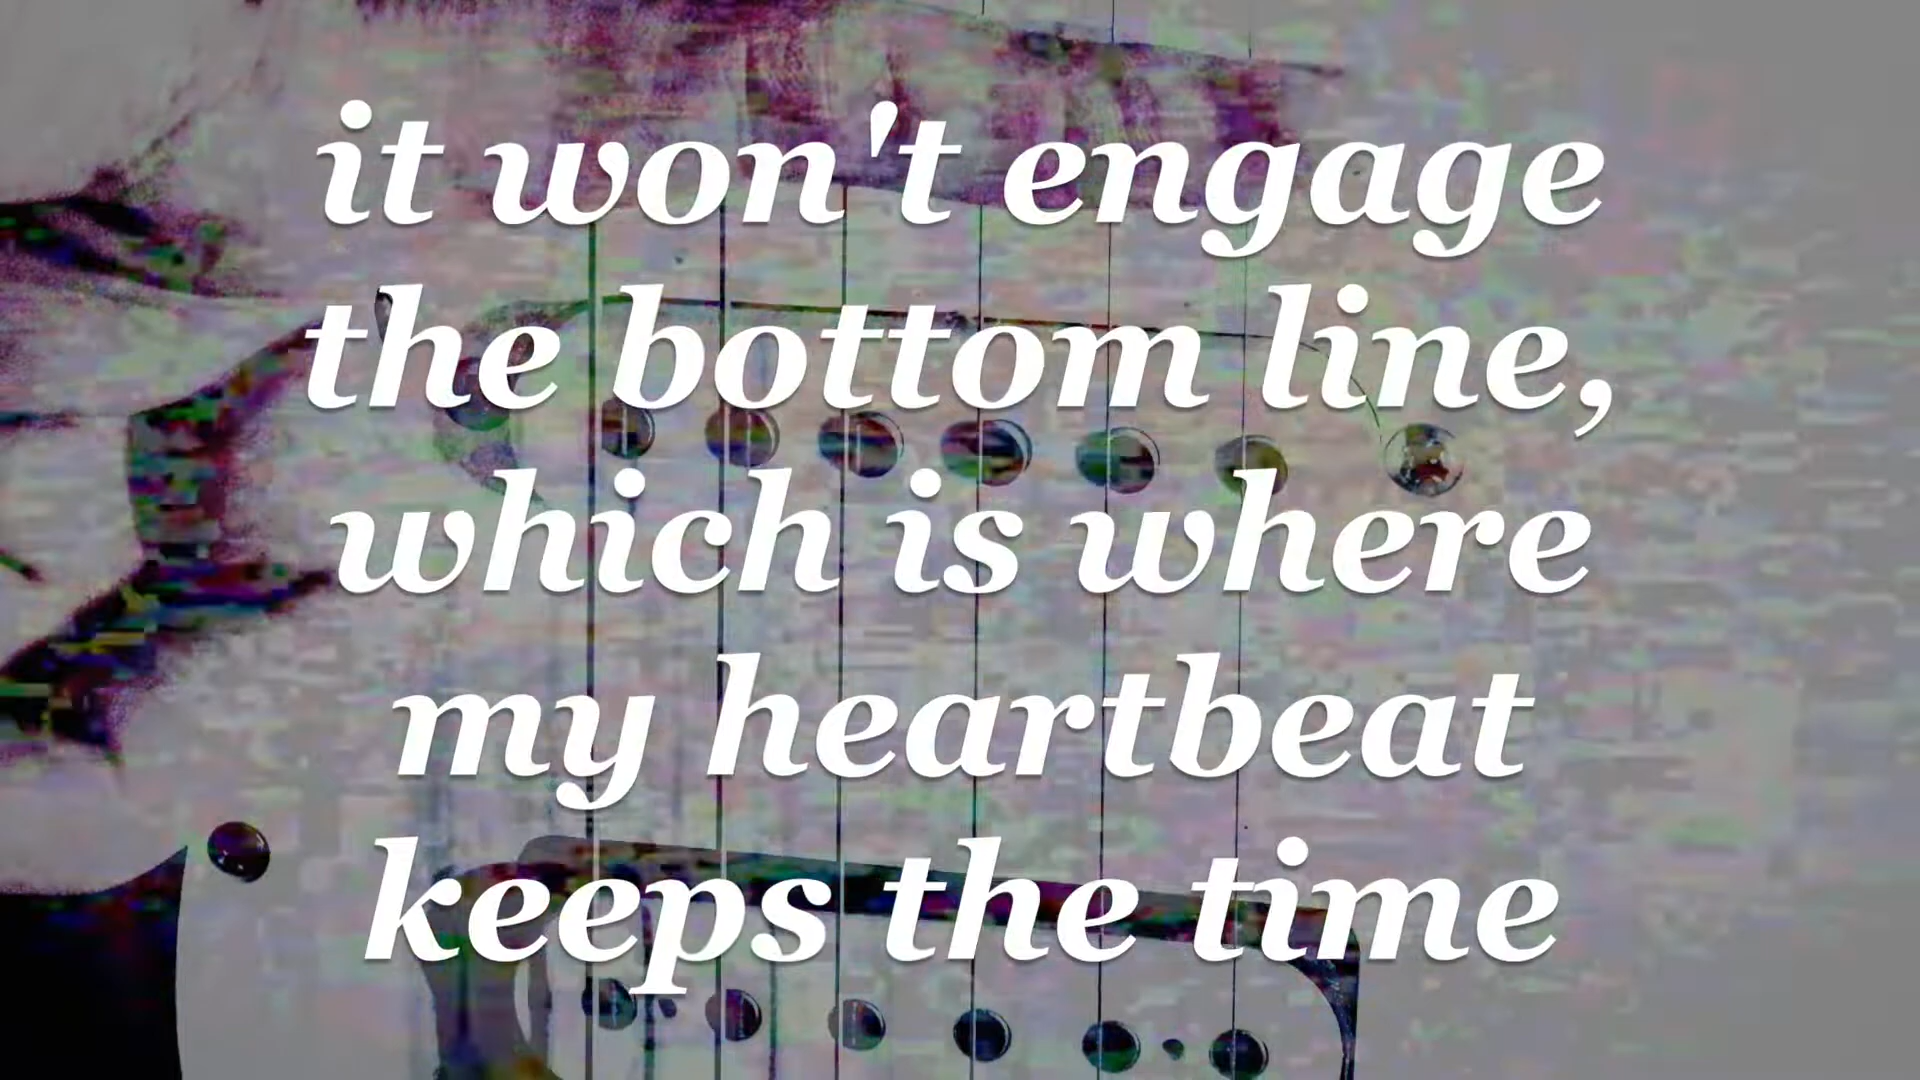 it won't engage
the bottom line,
which is where
my heartbeat
keeps the time